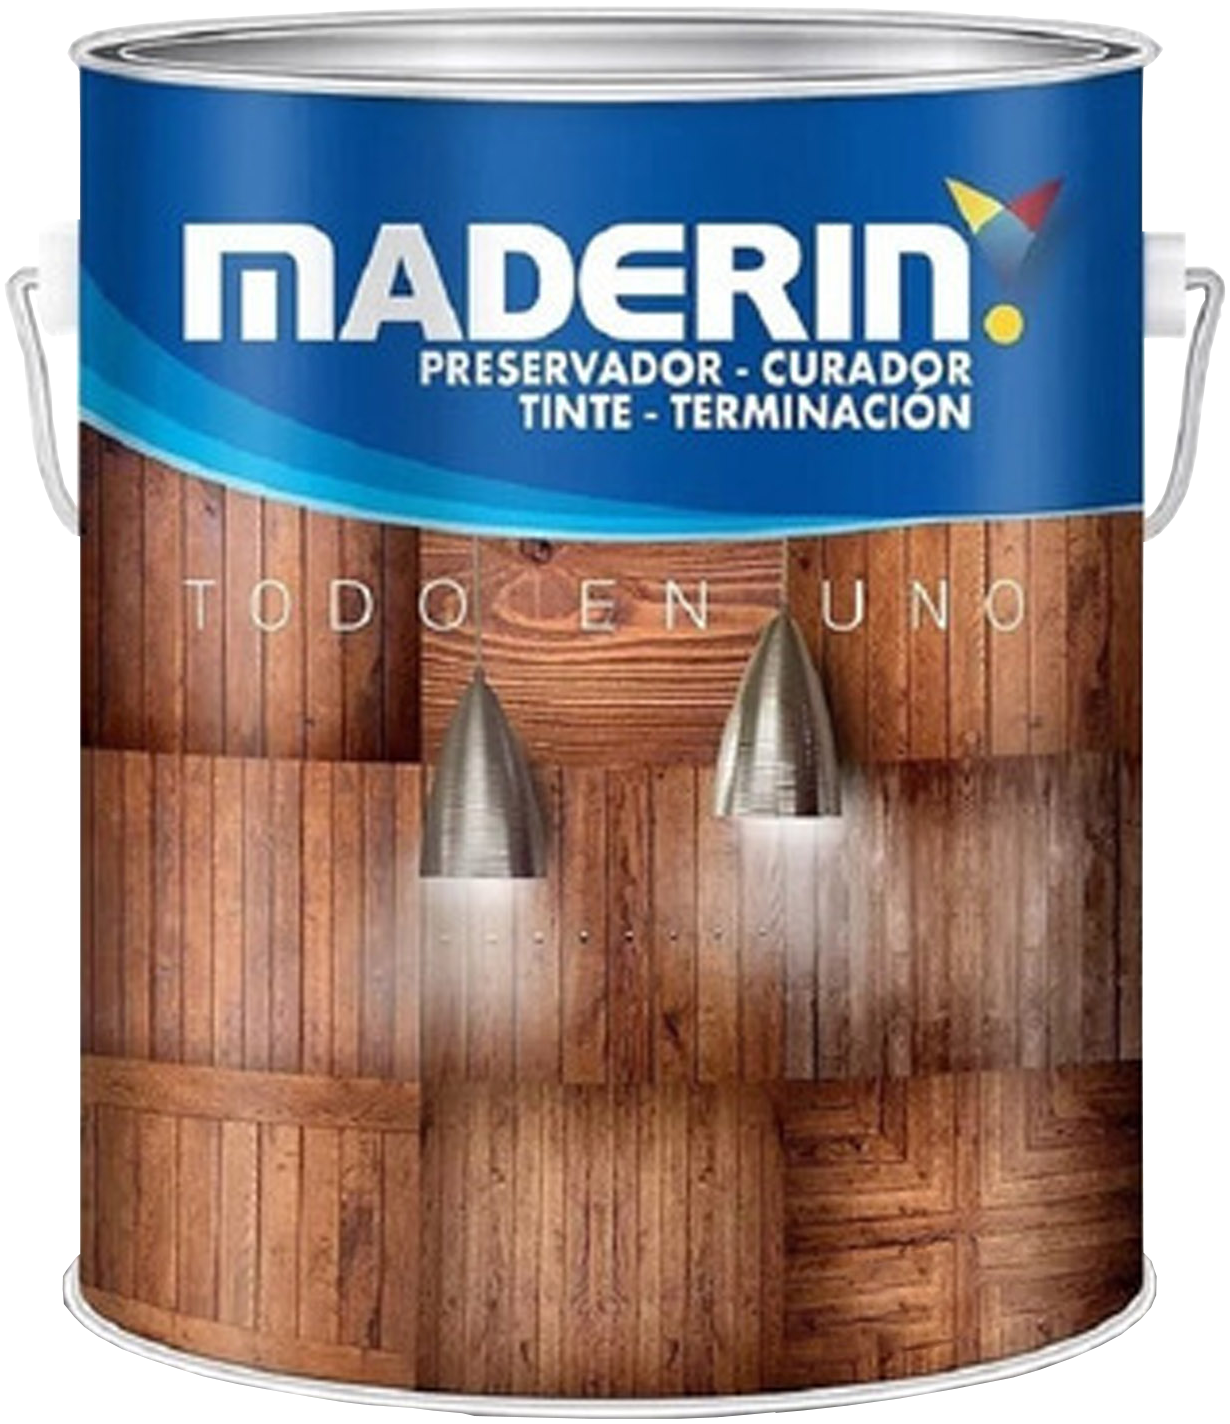 MADERIN
PRESERVADOR - CURADOR
TINTE - TERMINACIÓN
TODO EN UNO